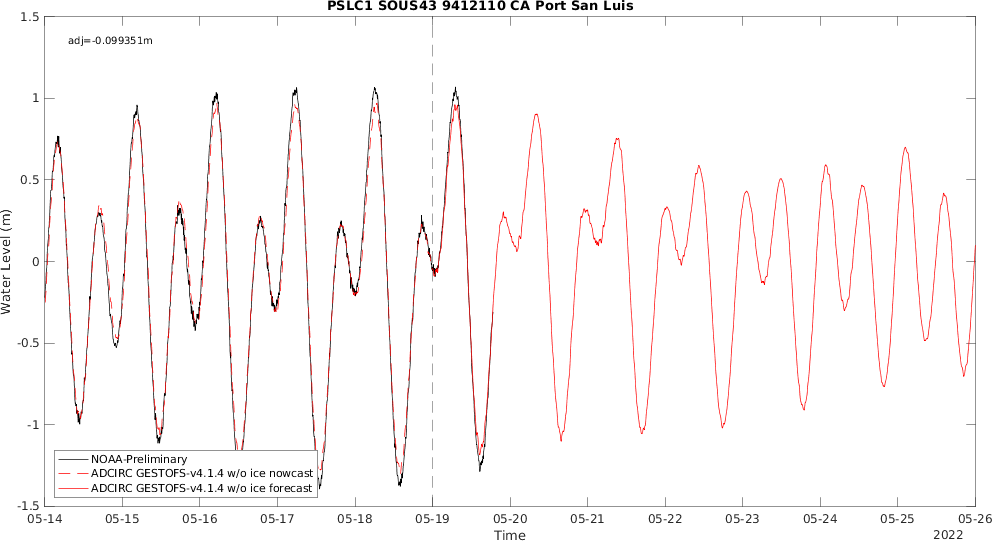 PSLC1 SOUS43 9412110 CA Port San Luis
adj=-0.099351m
1.5
1
0.5
0
-0.5
-1
-1.5
Water Level (m)
NOAA-Preliminary
ADCIRC GESTOFS-v4.1.4 w/o ice nowcast
ADCIRC GESTOFS-v4.1.4 w/o ice forecast
05-14 05-15 05-16 05-17 05-18 05-19 05-20 05-21 05-22 05-23 05-24 05-25 05-26
Time
2022